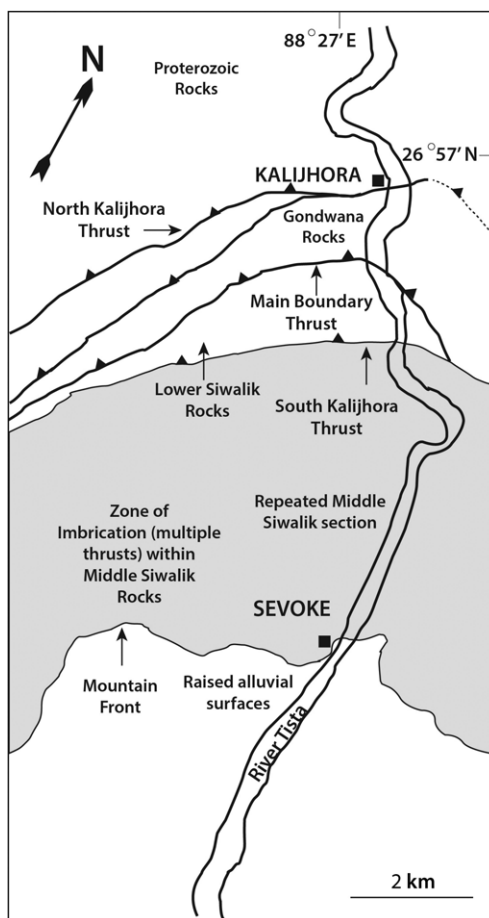 88°27'E
N
Proterozoic
Rocks
26°57'N
KALIJHORA
North Kalijhora
Thrust
Gondwana
Rocks
Main Boundary
Thrust
Lower Siwalik
Rocks
South Kalijhora
Thrust
Zone of
Imbrication (multiple
thrusts) within
Middle Siwalik
Rocks
Repeated Middle
Siwalik section
SEVOKE
Mountain
Front
Raised alluvial
surfaces
River Tista
2 km